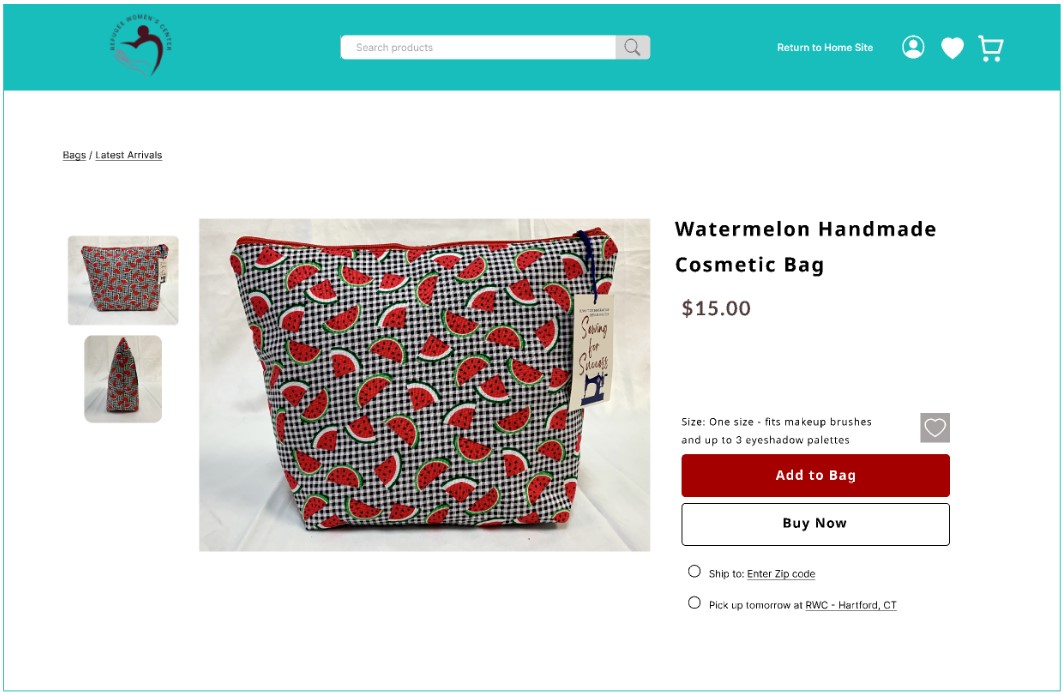 REFUGEE WOMEN'S CENTER
Search products
Return to Home Site
Bags / Latest Arrivals
Watermelon Handmade
Cosmetic Bag
$15.00
Sewing
for
Success
Size: One size - fits makeup brushes
and up to 3 eyeshadow palettes
Add to Bag
Buy Now
Ship to: Enter Zip code
Pick up tomorrow at RWC - Hartford, CT